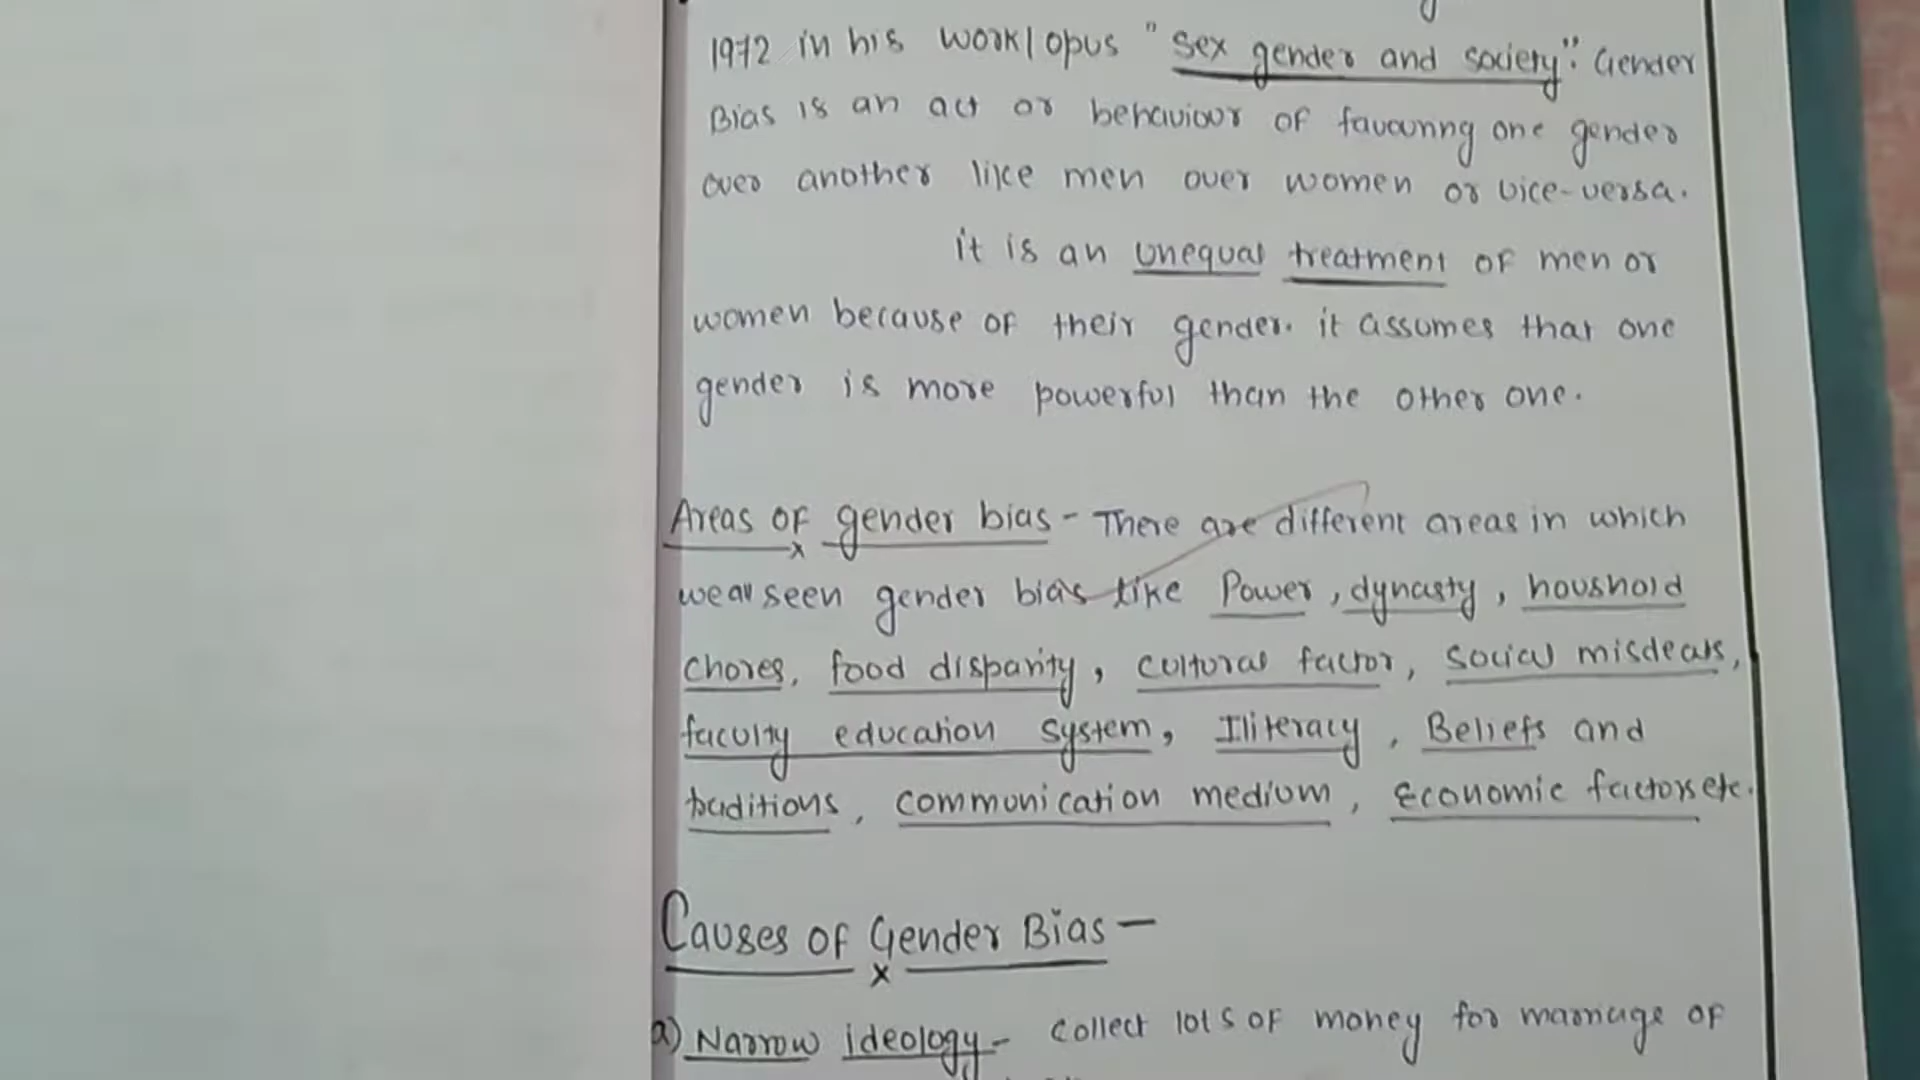 1972 in his work/opus "Sex gender and society". Gender
Bias is an act or behaviour of favouring one gender
over another like men over women or vice-versa.
it is an unequal treatment of men or
women because of their gender. it assumes that one
gender is more powerful than the other one.
Areas of gender bias - There are different areas in which
we all seen gender bias like Power, dynasty, houshold
chores, food disparity, cultural factor, social misdeals,
faculty education system, Iliteracy, Beliefs and
traditions, communication medium, Economic factors etc.
Causes of Gender Bias -
a) Narrow ideology - collect lots of money for marriage of